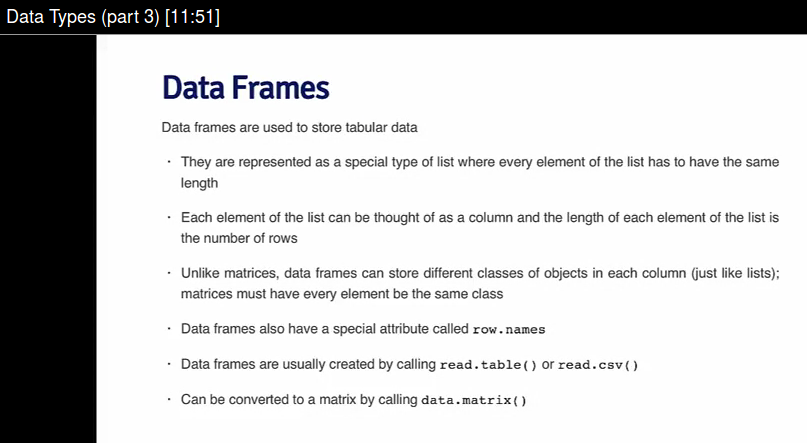 Data Types (part 3) [11:51]
Data Frames
Data frames are used to store tabular data
· They are represented as a special type of list where every element of the list has to have the same
length
· Each element of the list can be thought of as a column and the length of each element of the list is
the number of rows
· Unlike matrices, data frames can store different classes of objects in each column (just like lists);
matrices must have every element be the same class
· Data frames also have a special attribute called row.names
· Data frames are usually created by calling read.table() or read.csv()
· Can be converted to a matrix by calling data.matrix()